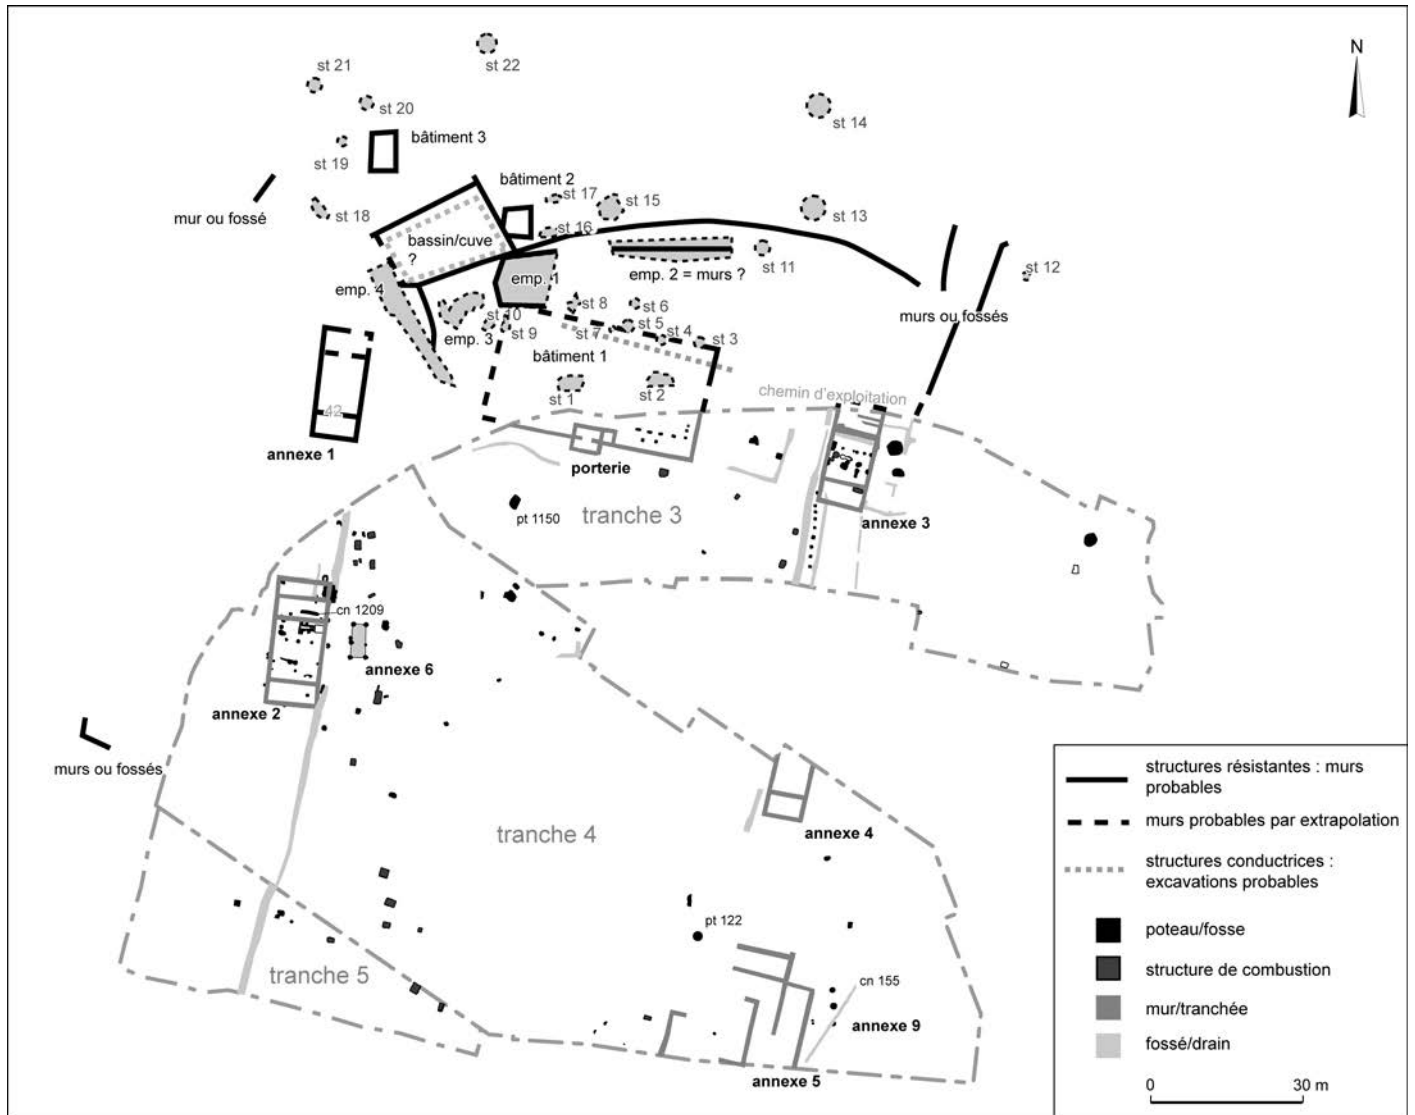 N
st 21
st 22
st 20
st 14
bâtiment 3
st 19
bâtiment 2
st 17
st 15
mur ou fossé
st 18
st 16
st 13
bassin/cuve
?
emp. 1
emp. 2 = murs ?
st 11
st 12
emp. 4
st 10
st 8
st 6
murs ou fossés
emp. 3
st 9
st 7
st 5
st 4
st 3
bâtiment 1
st 1
st 2
chemin d'exploitation
42
annexe 1
porterie
pt 1150
tranche 3
annexe 3
cn 1209
annexe 6
annexe 2
murs ou fossés
tranche 4
annexe 4
pt 122
tranche 5
cn 155
annexe 9
annexe 5
structures résistantes : murs
probables
murs probables par extrapolation
structures conductrices :
excavations probables
poteau/fosse
structure de combustion
mur/tranchée
fossé/drain
0
30 m